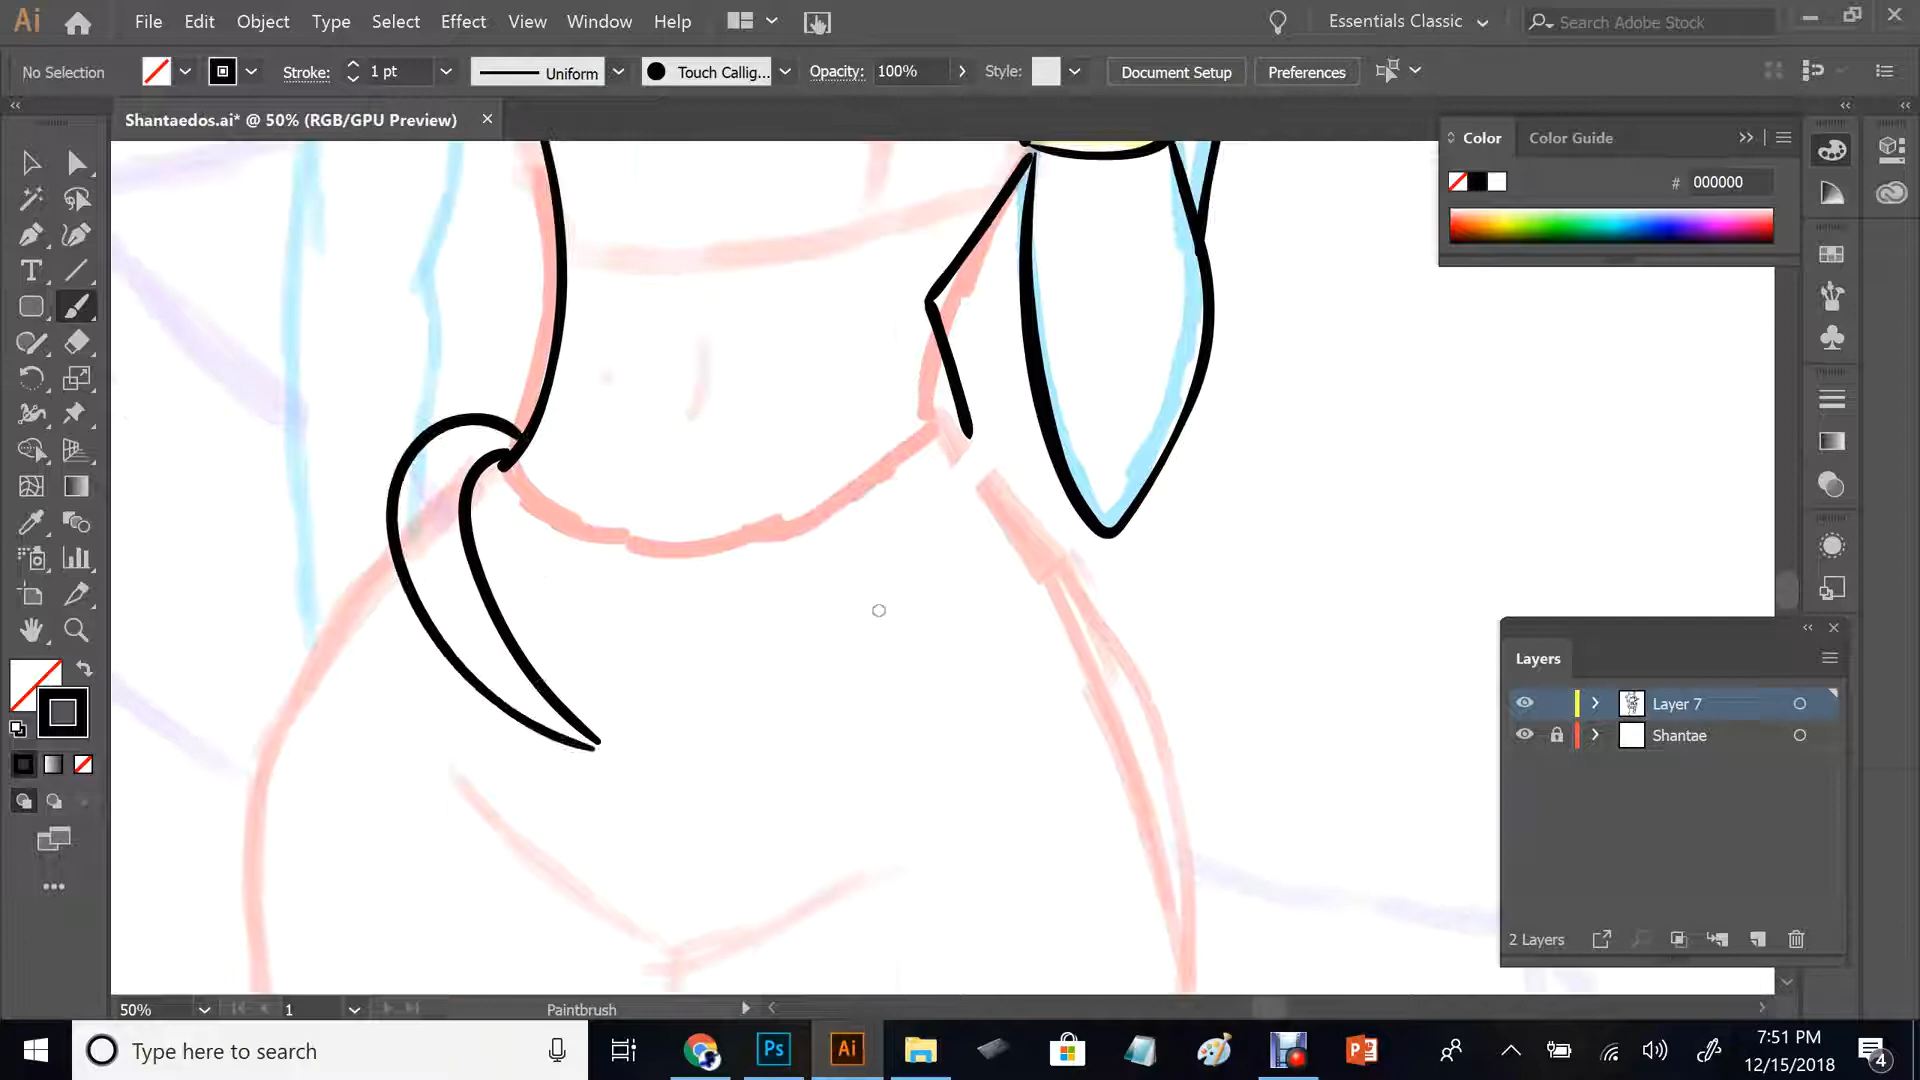 Ai File Edit Object Type Select Effect View Window Help Essentials Classic Search Adobe Stock
No Selection Stroke: 1 pt Uniform Touch Callig... Opacity: 100% Style: Document Setup Preferences
Shantaedos.ai* @ 50% (RGB/GPU Preview)
Color Color Guide
# 000000
Layers
Layer 7
Shantae
2 Layers
50% 1 Paintbrush
Type here to search Ps Ai 7:51 PM
12/15/2018 4